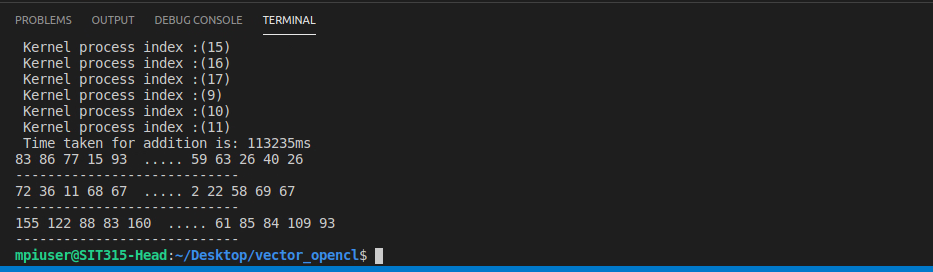 PROBLEMS OUTPUT DEBUG CONSOLE TERMINAL
Kernel process index :(15)
Kernel process index :(16)
Kernel process index :(17)
Kernel process index :(9)
Kernel process index :(10)
Kernel process index :(11)
Time taken for addition is: 113235ms
83 86 77 15 93  ..... 59 63 26 40 26
----------------------------
72 36 11 68 67  ..... 2 22 58 69 67
----------------------------
155 122 88 83 160  ..... 61 85 84 109 93
----------------------------
mpiuser@SIT315-Head:~/Desktop/vector_opencl$